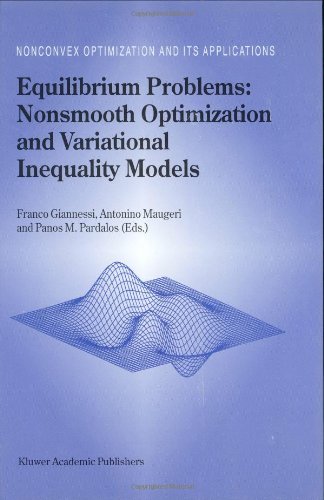 NONCONVEX OPTIMIZATION AND ITS APPLICATIONS
Equilibrium Problems:
Nonsmooth Optimization
and Variational
Inequality Models
Franco Giannessi, Antonino Maugeri
and Panos M. Pardalos (Eds.)
Kluwer Academic Publishers